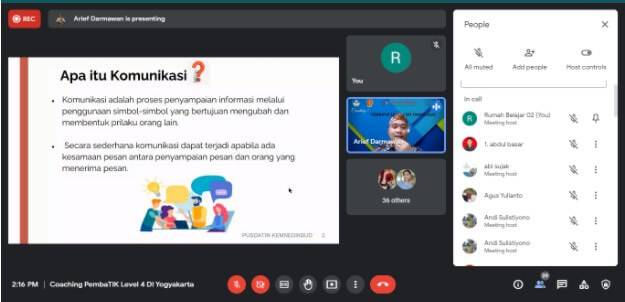 REC
Arief Darmawan is presenting
Apa itu Komunikasi ?
Komunikasi adalah proses penyampaian informasi melalui
penggunaan simbol-simbol yang bertujuan mengubah dan
membentuk prilaku orang lain.
Secara sederhana komunikasi dapat terjadi apabila ada
kesamaan pesan antara penyampaian pesan dan orang yang
menerima pesan.
PUSDATIN KEMNEDIKBUD 2
R
You
Arief Darmawan
36 others
People
All muted
Add people
Host controls
In call
R
Rumah Belajar 02 (You)
Meeting host
1. abdul basar
abi sujak
Meeting host
Agus Yulianto
Andi Sulistiyono
Meeting host
Andi Sulistiyono
Meeting host
2:16 PM | Coaching PembaTIK Level 4 DI Yogyakarta